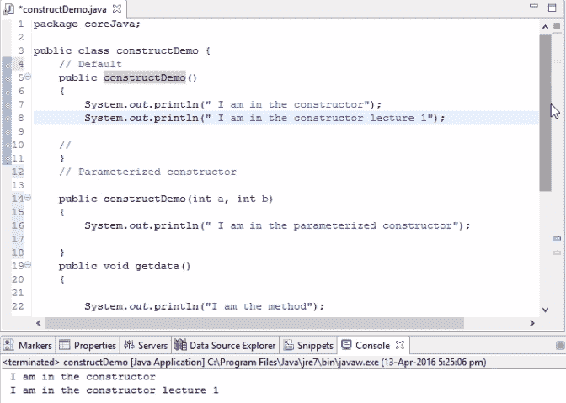 *constructDemo.java
1 package coreJava;
2
3 public class constructDemo {
4 // Default
5 public constructDemo()
6 {
7 System.out.println(" I am in the constructor");
8 System.out.println(" I am in the constructor lecture 1");
9
10 //
11 }
12 // Parameterized constructor
13
14 public constructDemo(int a, int b)
15 {
16 System.out.println(" I am in the parameterized constructor");
17
18 }
19 public void getdata()
20 {
21
22 System.out.println("I am the method");
Markers Properties Servers Data Source Explorer Snippets Console
<terminated> constructDemo [Java Application] C:\Program Files\Java\jre7\bin\javaw.exe (13-Apr-2016 5:25:06 pm)
I am in the constructor
I am in the constructor lecture 1